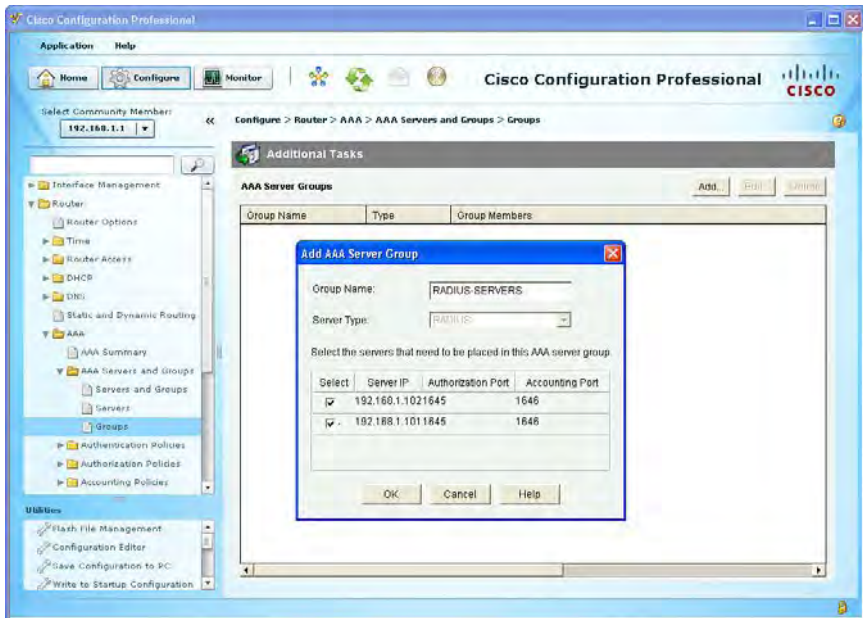 Cisco Configuration Professional
Application Help
Home Configure Monitor Cisco Configuration Professional
CISCO
Select Community Member:
192.168.1.1
Configure > Router > AAA > AAA Servers and Groups > Groups
Additional Tasks
AAA Server Groups Add... Edit...
Group Name Type Group Members
Interface Management
Router
Router Options
Time
Router Access
DHCP
DNS
Static and Dynamic Routing
AAA
AAA Summary
AAA Servers and Groups
Servers and Groups
Servers
Groups
Authentication Policies
Authorization Policies
Accounting Policies
Add AAA Server Group
Group Name: RADIUS-SERVERS
Server Type: RADIUS
Select the servers that need to be placed in this AAA server group
Select Server IP Authorization Port Accounting Port
192.168.1.102 1645 1646
192.168.1.101 1645 1646
OK Cancel Help
Utilities
Flash File Management
Configuration Editor
Save Configuration to PC
Write to Startup Configuration